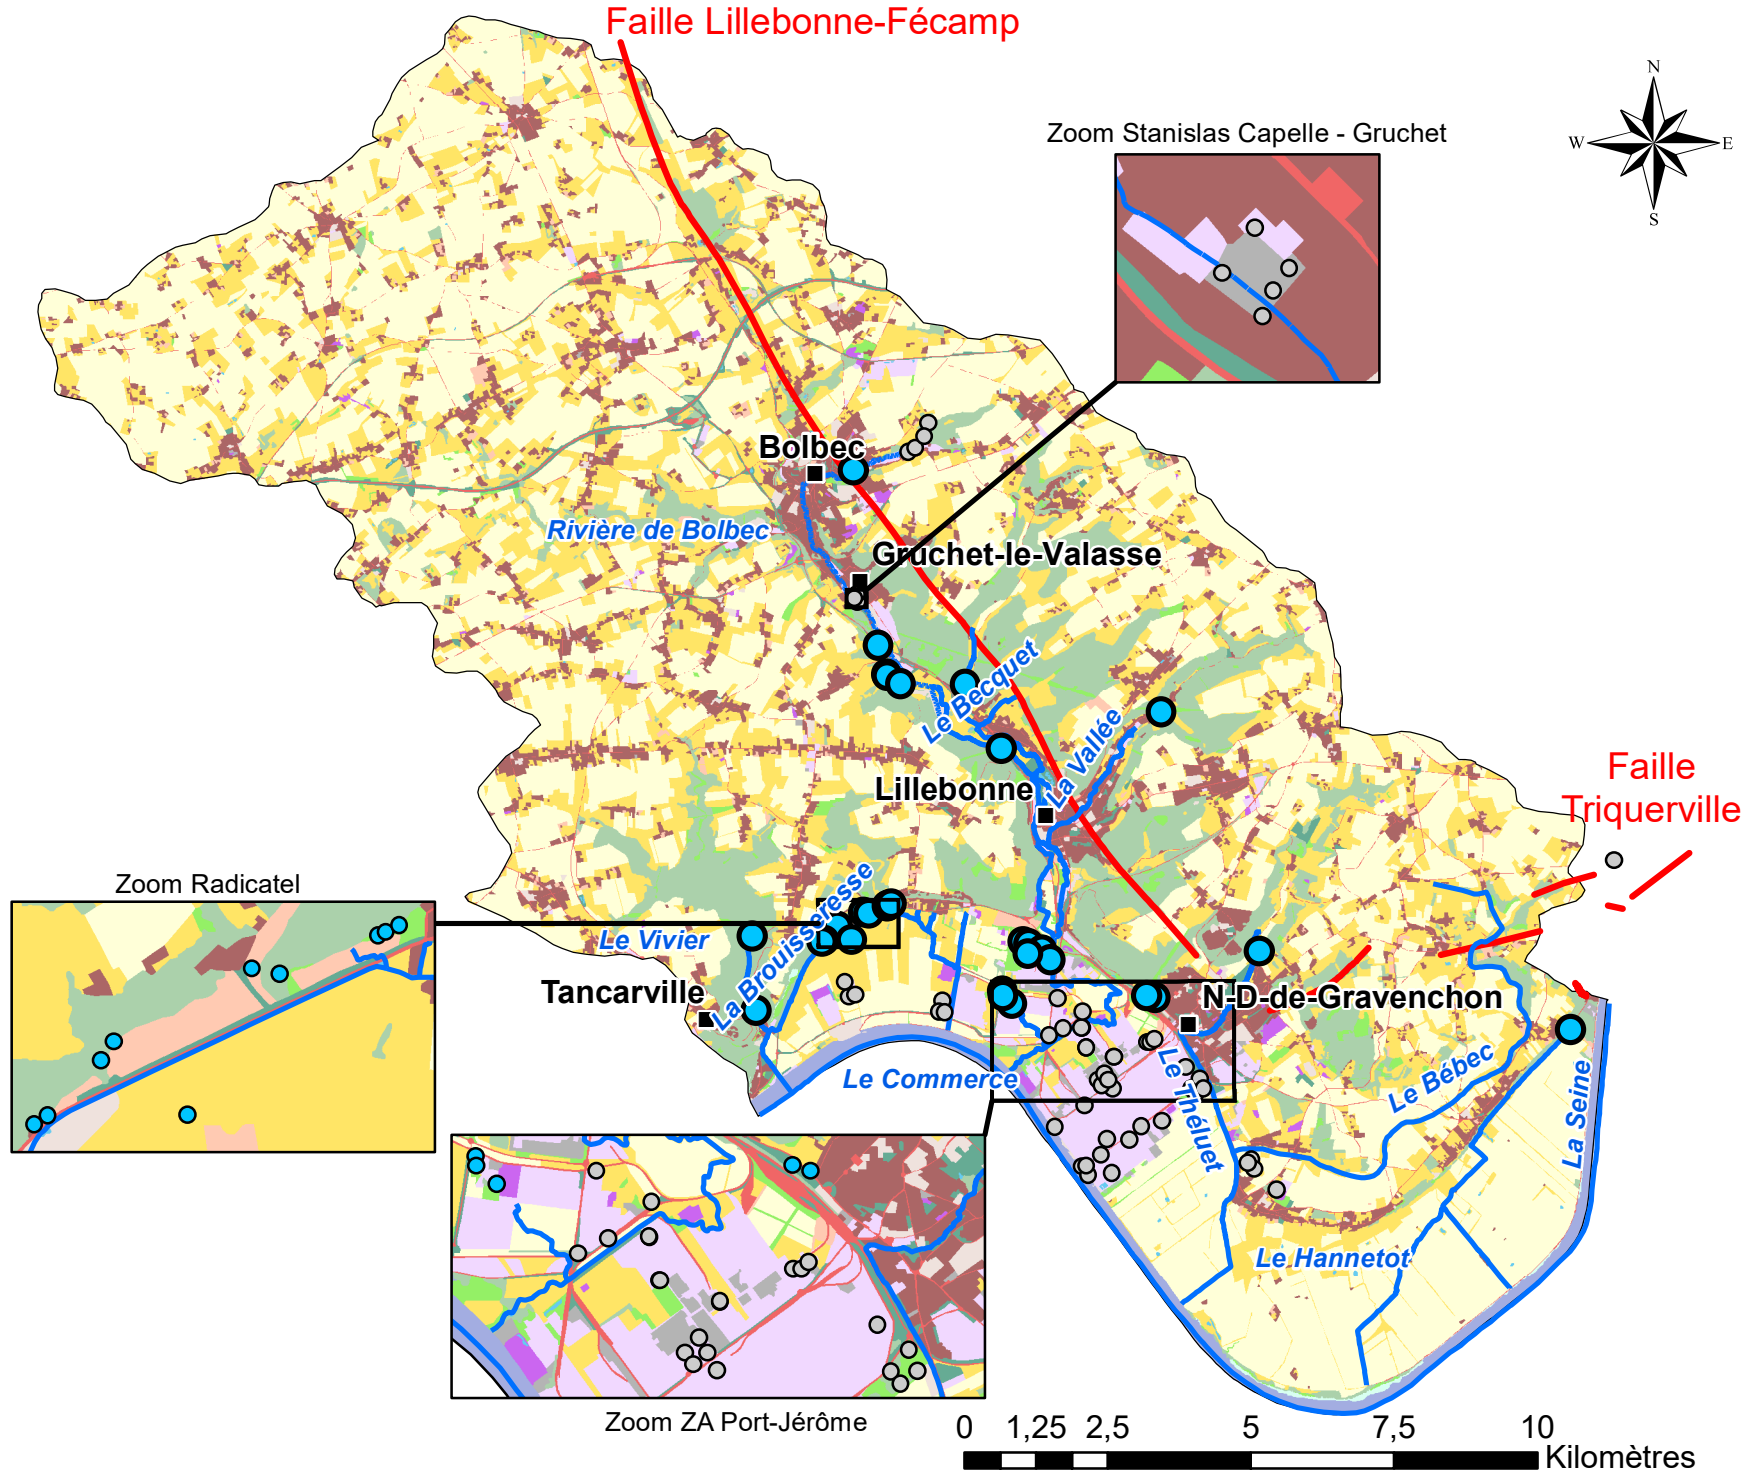 Faille Lillebonne-Fécamp
N
W
E
S
Zoom Stanislas Capelle - Gruchet
Bolbec
Rivière de Bolbec
Gruchet-le-Valasse
Le Becquet
La Vallée
Lillebonne
Faille
Triquerville
Zoom Radicatel
La Brouisseresse
Le Vivier
Tancarville
N-D-de-Gravenchon
Le Commerce
Le Théluet
Le Bébec
La Seine
Le Hannetot
Zoom ZA Port-Jérôme
0 1,25 2,5 5 7,5 10
Kilomètres